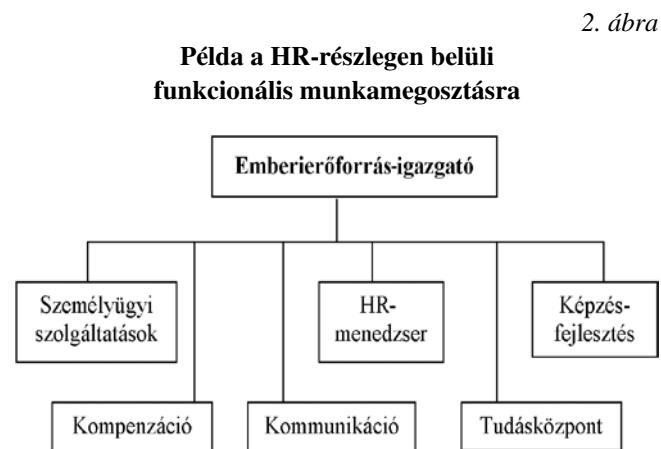 2. ábra
Példa a HR-részlegen belüli
funkcionális munkamegosztásra
Emberierőforrás-igazgató
Személyügyi
szolgáltatások
HR-
menedzser
Képzés-
fejlesztés
Kompenzáció
Kommunikáció
Tudásközpont